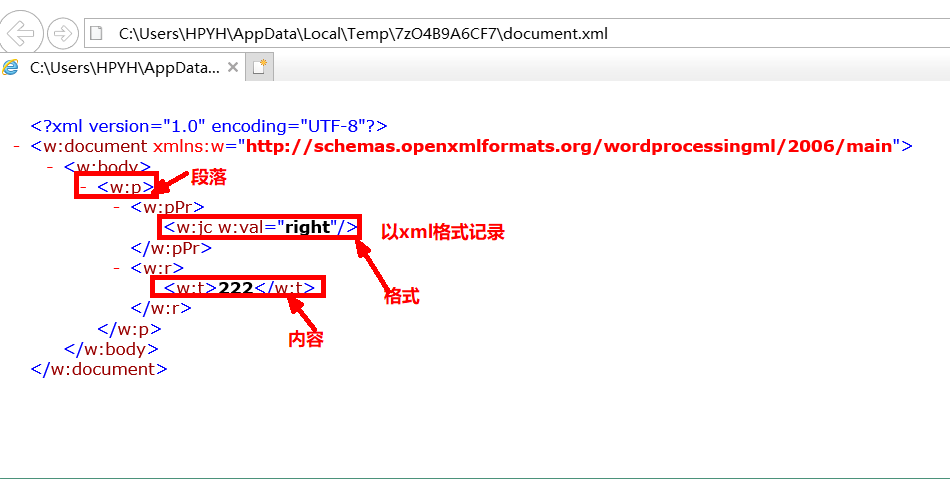 C:\Users\HPYH\AppData\Local\Temp\7zO4B9A6CF7\document.xml
C:\Users\HPYH\AppData...
<?xml version="1.0" encoding="UTF-8"?>
- <w:document xmlns:w="http://schemas.openxmlformats.org/wordprocessingml/2006/main">
- <w:body>
- <w:p> 段落
- <w:pPr>
<w:jc w:val="right"/> 以xml格式记录
</w:pPr>
- <w:r>
<w:t>222</w:t> 格式
</w:r>
</w:p> 内容
</w:body>
</w:document>